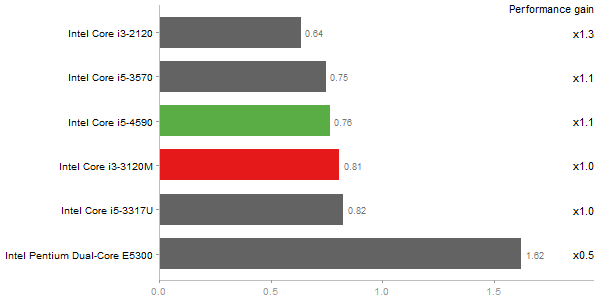 Performance gain
Intel Core i3-2120 0.64 x1.3
Intel Core i5-3570 0.75 x1.1
Intel Core i5-4590 0.76 x1.1
Intel Core i3-3120M 0.81 x1.0
Intel Core i5-3317U 0.82 x1.0
Intel Pentium Dual-Core E5300 1.62 x0.5
0.0 0.5 1.0 1.5